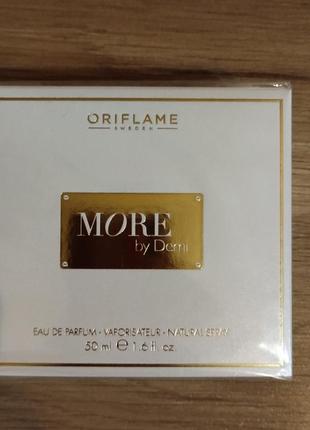 ORIFLAME
SWEDEN
MORE
by Demi
EAU DE PARFUM - VAPORISATEUR - NATURAL SPRAY
50 ml ℮ 1.6 fl. oz.